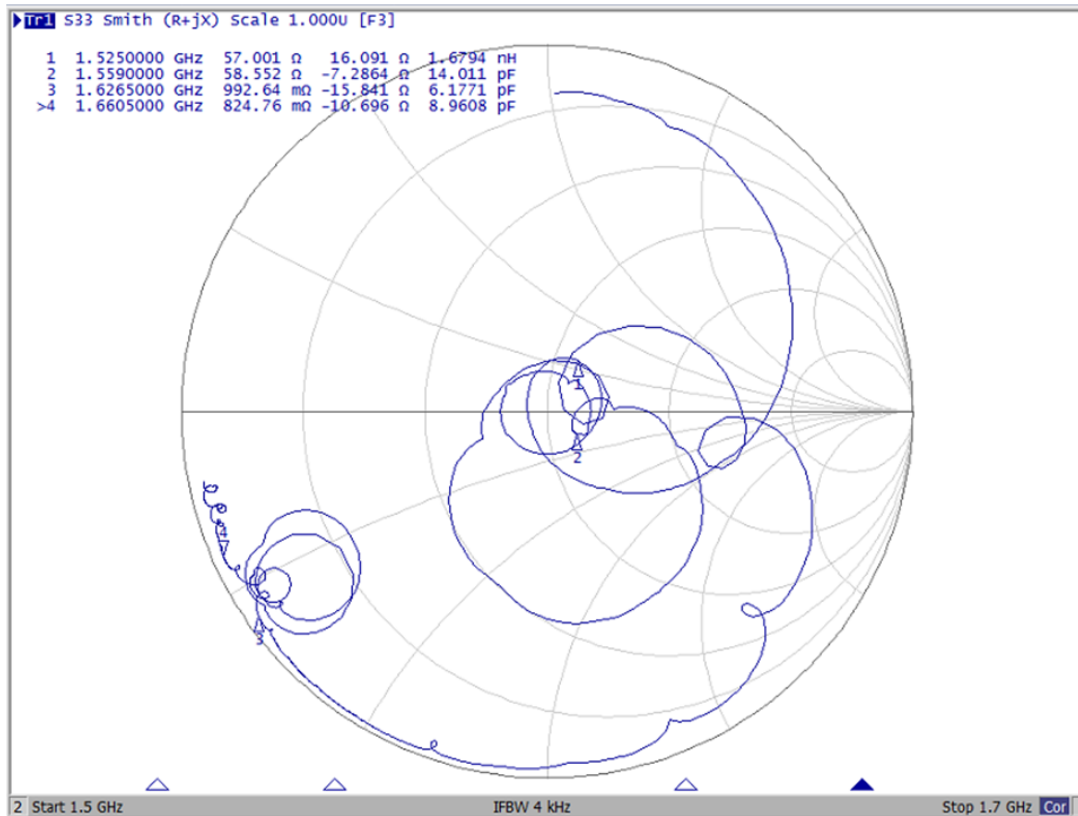 Tr1 S33 Smith (R+jX) Scale 1.000U [F3]
1 1.5250000 GHz 57.001 Ω 16.091 Ω 1.6794 nH
2 1.5590000 GHz 58.552 Ω -7.2864 Ω 14.011 pF
3 1.6265000 GHz 992.64 mΩ -15.841 Ω 6.1771 pF
>4 1.6605000 GHz 824.76 mΩ -10.696 Ω 8.9608 pF
1
2
4
3
2 Start 1.5 GHz IFBW 4 kHz Stop 1.7 GHz Cor